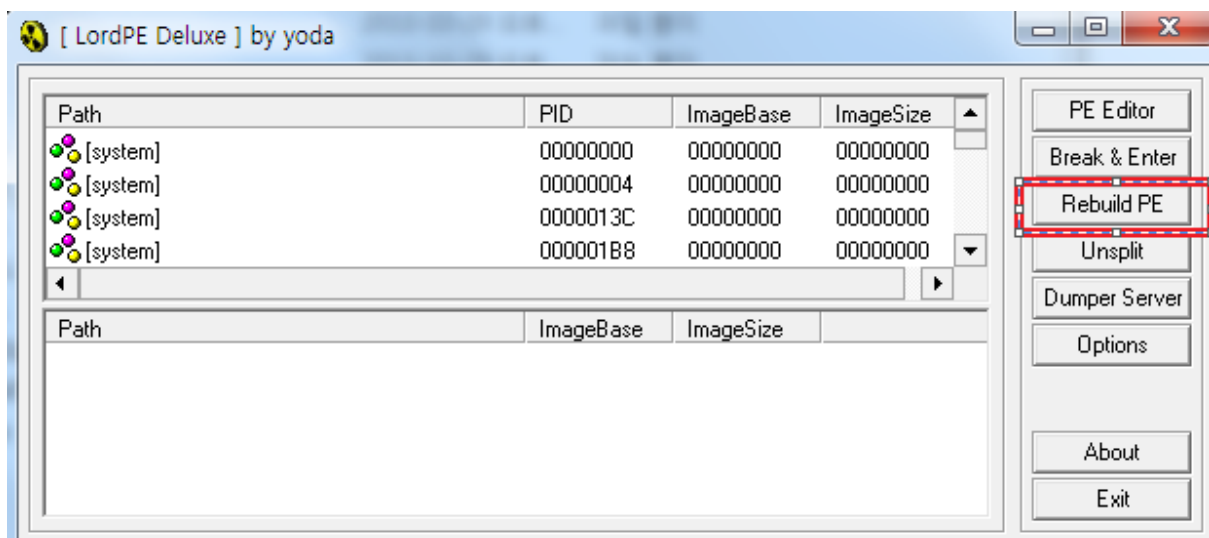 [ LordPE Deluxe ] by yoda
Path PID ImageBase ImageSize
[system] 00000000 00000000 00000000
[system] 00000004 00000000 00000000
[system] 0000013C 00000000 00000000
[system] 000001B8 00000000 00000000
Path ImageBase ImageSize
PE Editor
Break & Enter
Rebuild PE
Unsplit
Dumper Server
Options
About
Exit